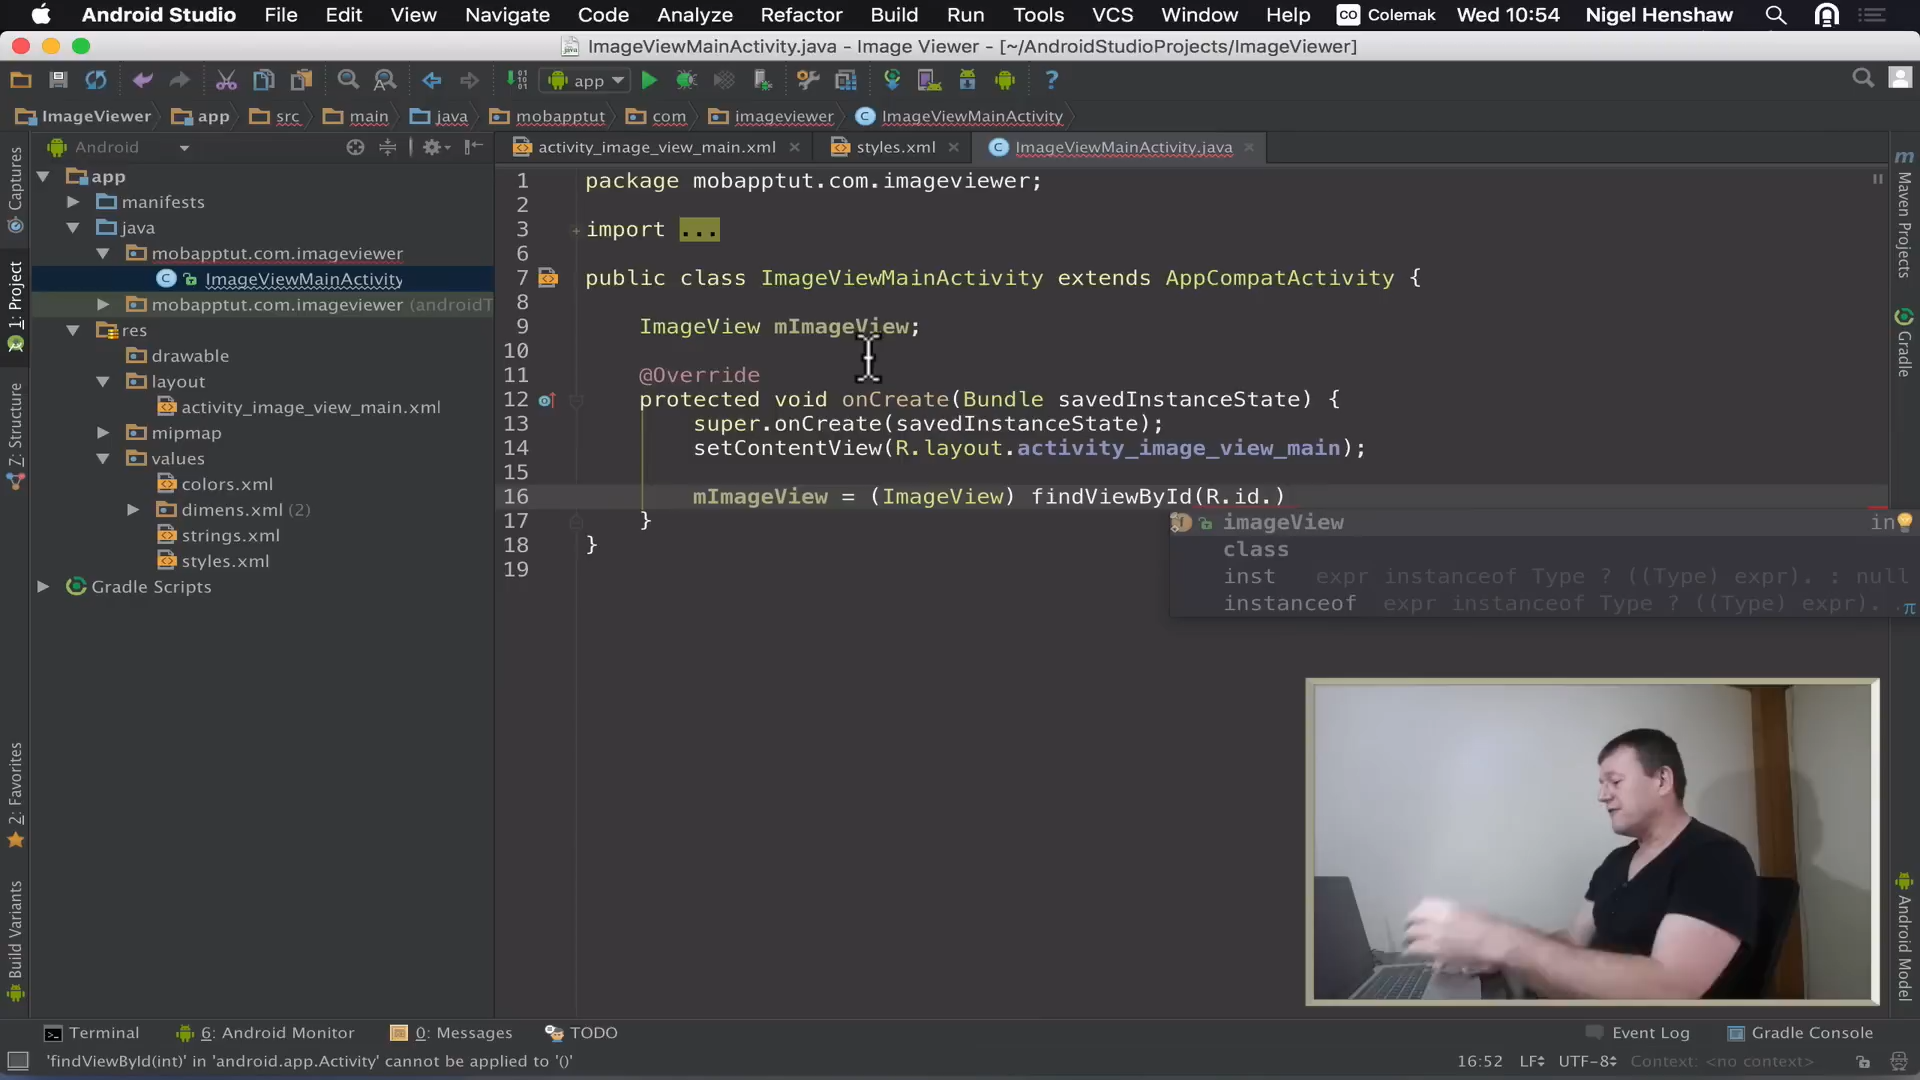 Android Studio File Edit View Navigate Code Analyze Refactor Build Run Tools VCS Window Help CO Colemak Wed 10:54 Nigel Henshaw
ImageViewMainActivity.java - Image Viewer - [~/AndroidStudioProjects/ImageViewer]
app
ImageViewer app src main java mobapptut com imageviewer ImageViewMainActivity
Android
activity_image_view_main.xml styles.xml ImageViewMainActivity.java
app
manifests
java
mobapptut.com.imageviewer
ImageViewMainActivity
mobapptut.com.imageviewer (androidT
res
drawable
layout
activity_image_view_main.xml
mipmap
values
colors.xml
dimens.xml (2)
strings.xml
styles.xml
Gradle Scripts
Captures
1: Project
7: Structure
2: Favorites
Build Variants
1 package mobapptut.com.imageviewer;
2
3 import ...
6
7 public class ImageViewMainActivity extends AppCompatActivity {
8
9 ImageView mImageView;
10
11 @Override
12 protected void onCreate(Bundle savedInstanceState) {
13 super.onCreate(savedInstanceState);
14 setContentView(R.layout.activity_image_view_main);
15
16 mImageView = (ImageView) findViewById(R.id.)
17 }
18 }
19
imageView in
class
inst expr instanceof Type ? ((Type) expr). : null
instanceof expr instanceof Type ? ((Type) expr). ..
π
m
Maven Projects
Gradle
Android Model
Terminal 6: Android Monitor 0: Messages TODO Event Log Gradle Console
'findViewById(int)' in 'android.app.Activity' cannot be applied to '()' 16:52 LF UTF-8 Context: <no context>